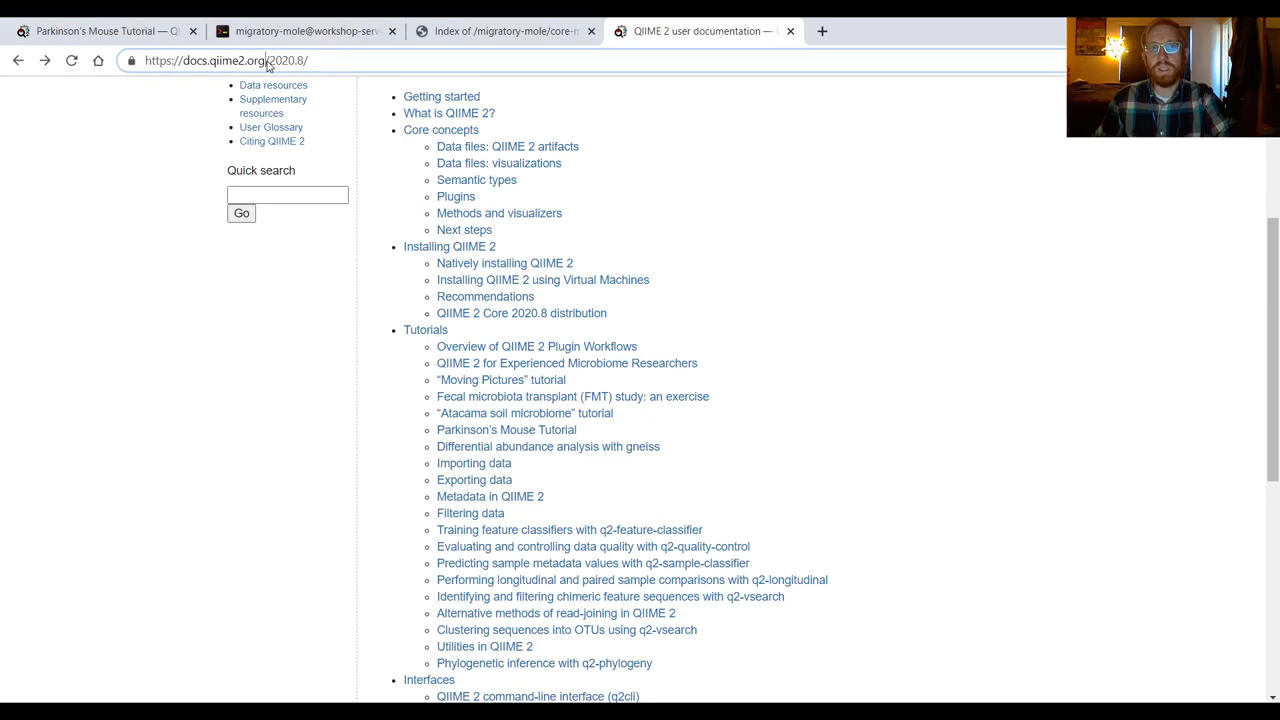 Parkinson's Mouse Tutorial — Q
migratory-mole@workshop-serv
Index of /migratory-mole/core-m
QIIME 2 user documentation —
https://docs.qiime2.org/2020.8/
Data resources
Supplementary
resources
User Glossary
Citing QIIME 2
Quick search
Go
Getting started
What is QIIME 2?
Core concepts
Data files: QIIME 2 artifacts
Data files: visualizations
Semantic types
Plugins
Methods and visualizers
Next steps
Installing QIIME 2
Natively installing QIIME 2
Installing QIIME 2 using Virtual Machines
Recommendations
QIIME 2 Core 2020.8 distribution
Tutorials
Overview of QIIME 2 Plugin Workflows
QIIME 2 for Experienced Microbiome Researchers
“Moving Pictures” tutorial
Fecal microbiota transplant (FMT) study: an exercise
“Atacama soil microbiome” tutorial
Parkinson’s Mouse Tutorial
Differential abundance analysis with gneiss
Importing data
Exporting data
Metadata in QIIME 2
Filtering data
Training feature classifiers with q2-feature-classifier
Evaluating and controlling data quality with q2-quality-control
Predicting sample metadata values with q2-sample-classifier
Performing longitudinal and paired sample comparisons with q2-longitudinal
Identifying and filtering chimeric feature sequences with q2-vsearch
Alternative methods of read-joining in QIIME 2
Clustering sequences into OTUs using q2-vsearch
Utilities in QIIME 2
Phylogenetic inference with q2-phylogeny
Interfaces
QIIME 2 command-line interface (q2cli)